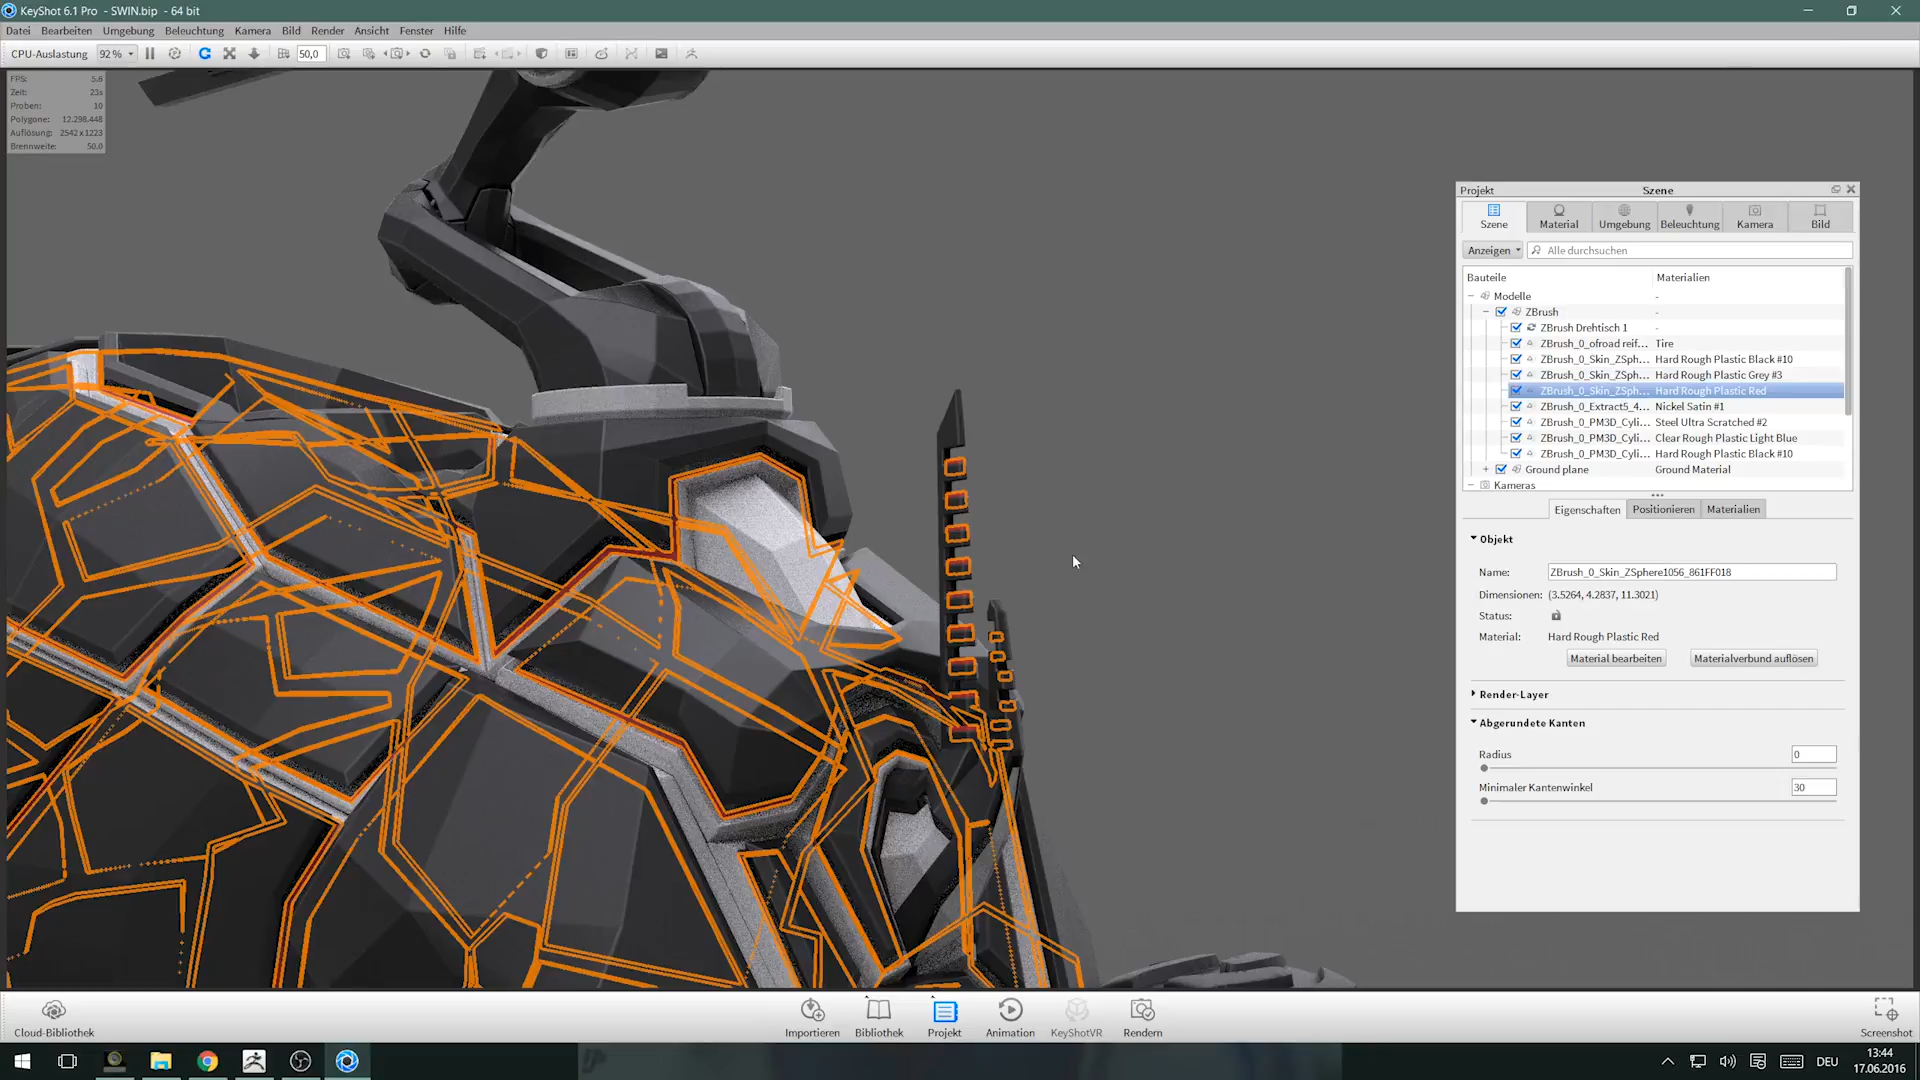 KeyShot 6.1 Pro - SWIN.bip - 64 bit
Datei Bearbeiten Umgebung Beleuchtung Kamera Bild Render Ansicht Fenster Hilfe
CPU-Auslastung 92 % 50,0
FPS: 5.6
Zeit: 23s
Proben: 10
Polygone: 12.298.448
Auflösung: 2542 x 1223
Brennweite: 50.0
Projekt Szene
Szene Material Umgebung Beleuchtung Kamera Bild
Anzeigen Alle durchsuchen
Bauteile Materialien
Modelle -
ZBrush -
ZBrush Drehtisch 1 -
ZBrush_0_ofroad reif... Tire
ZBrush_0_Skin_ZSph... Hard Rough Plastic Black #10
ZBrush_0_Skin_ZSph... Hard Rough Plastic Grey #3
ZBrush_0_Skin_ZSph... Hard Rough Plastic Red
ZBrush_0_Extract5_4... Nickel Satin #1
ZBrush_0_PM3D_Cyli... Steel Ultra Scratched #2
ZBrush_0_PM3D_Cyli... Clear Rough Plastic Light Blue
ZBrush_0_PM3D_Cyli... Hard Rough Plastic Black #10
Ground plane Ground Material
Kameras
Eigenschaften Positionieren Materialien
Objekt
Name: ZBrush_0_Skin_ZSphere1056_861FF018
Dimensionen: (3.5264, 4.2837, 11.3021)
Status:
Material: Hard Rough Plastic Red
Material bearbeiten Materialverbund auflösen
Render-Layer
Abgerundete Kanten
Radius 0
Minimaler Kantenwinkel 30
Cloud-Bibliothek Importieren Bibliothek Projekt Animation KeyShotVR Rendern Screenshot
DEU 13:44
17.06.2016